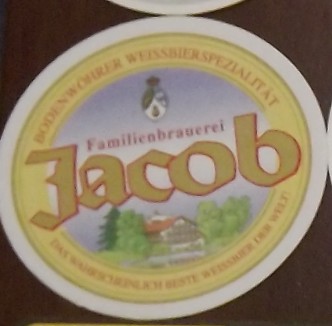 BODENWÖHRER WEISSBIERSPEZIALITÄT
Familienbrauerei
Jacob
DAS WAHRSCHEINLICH BESTE WEISSBIER DER WELT!